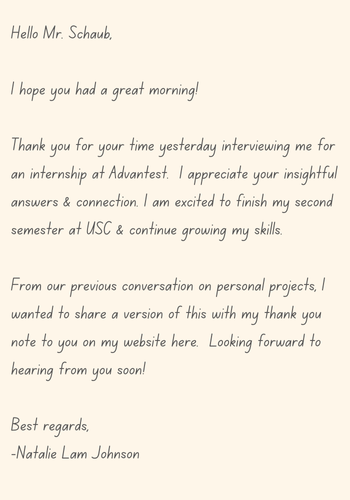 Hello Mr. Schaub,
I hope you had a great morning!
Thank you for your time yesterday interviewing me for
an internship at Advantest.  I appreciate your insightful
answers & connection. I am excited to finish my second
semester at USC & continue growing my skills.
From our previous conversation on personal projects, I
wanted to share a version of this with my thank you
note to you on my website here.  Looking forward to
hearing from you soon!
Best regards,
-Natalie Lam Johnson